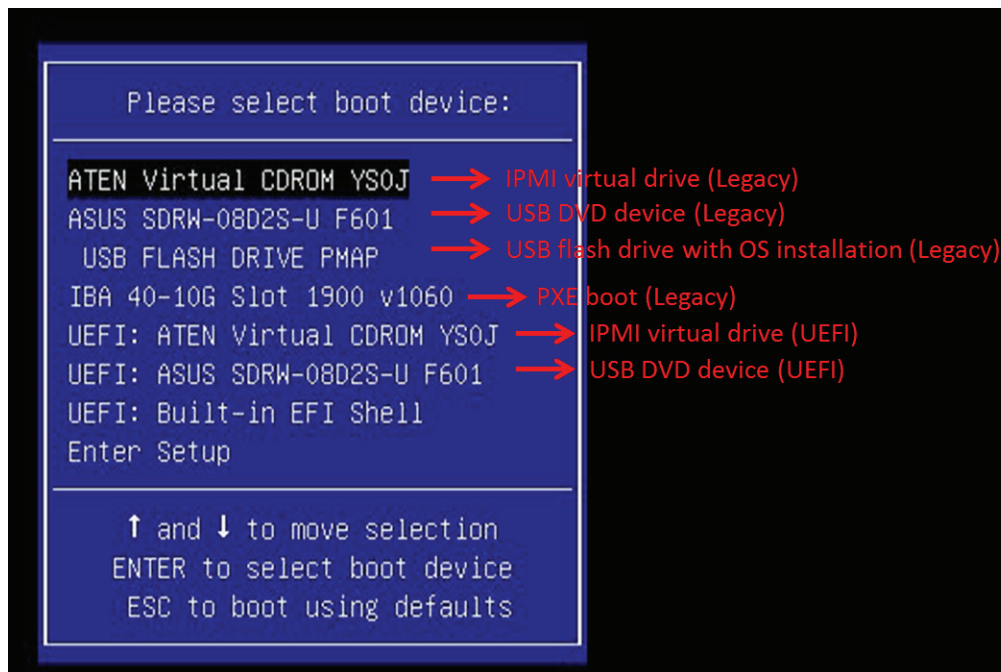 Please select boot device:
ATEN Virtual CDROM YS0J → IPMI virtual drive (Legacy)
ASUS SDRW-08D2S-U F601 → USB DVD device (Legacy)
USB FLASH DRIVE PMAP → USB flash drive with OS installation (Legacy)
IBA 40-10G Slot 1900 v1060 → PXE boot (Legacy)
UEFI: ATEN Virtual CDROM YS0J → IPMI virtual drive (UEFI)
UEFI: ASUS SDRW-08D2S-U F601 → USB DVD device (UEFI)
UEFI: Built-in EFI Shell
Enter Setup
↑ and ↓ to move selection
ENTER to select boot device
ESC to boot using defaults